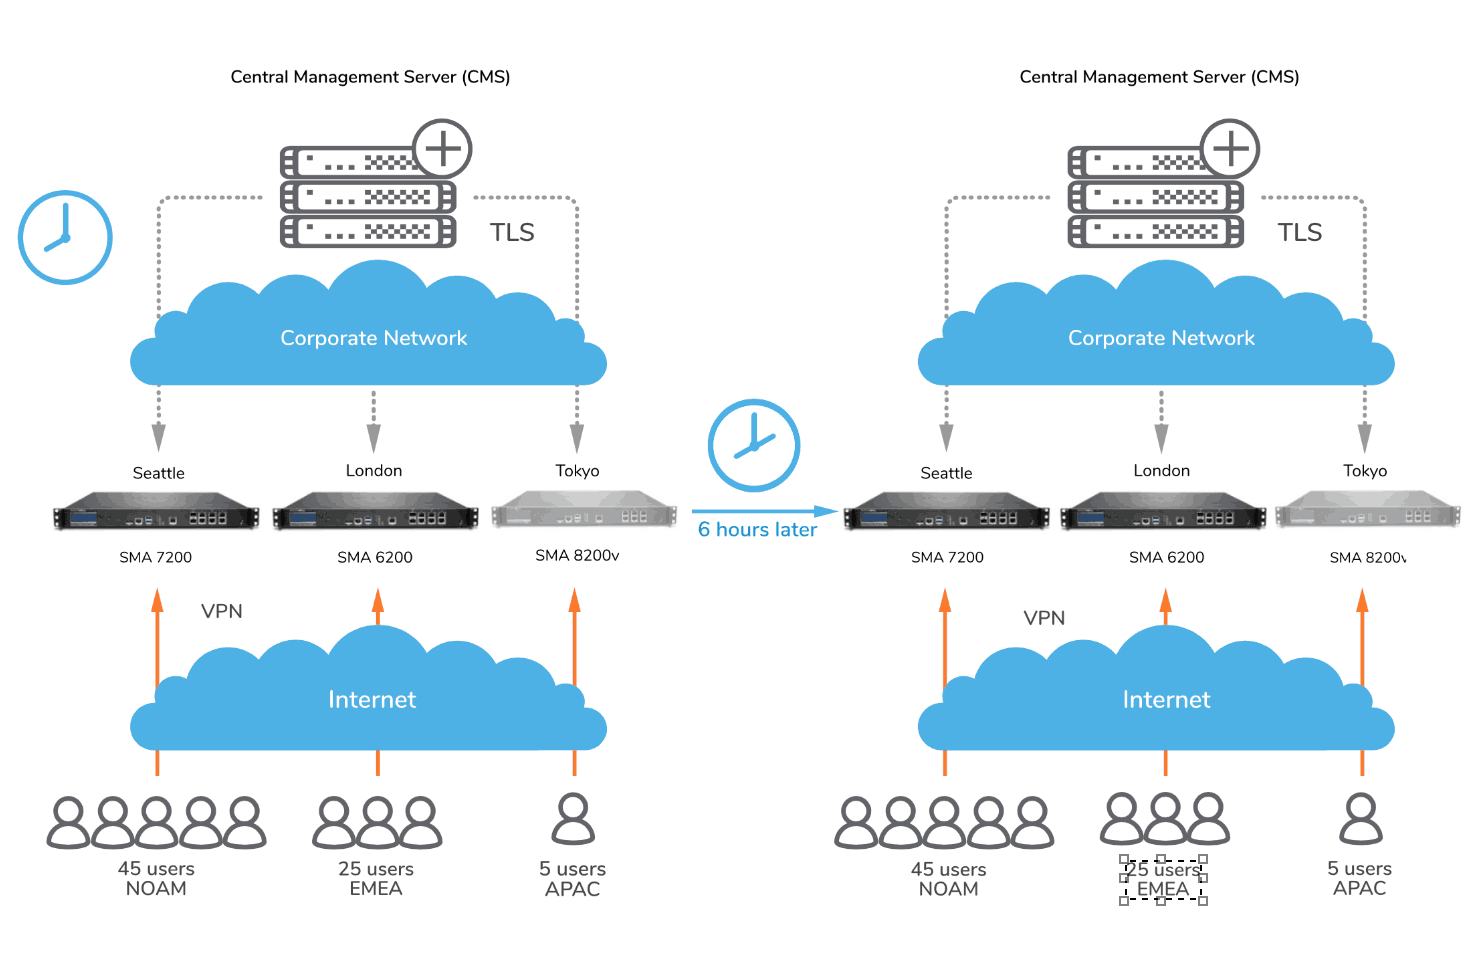 Central Management Server (CMS)
Central Management Server (CMS)
TLS
TLS
Corporate Network
Corporate Network
Seattle
London
Tokyo
Seattle
London
Tokyo
6 hours later
SMA 7200
SMA 6200
SMA 8200v
SMA 7200
SMA 6200
SMA 8200v
VPN
VPN
Internet
Internet
45 users
NOAM
25 users
EMEA
5 users
APAC
45 users
NOAM
25 users
EMEA
5 users
APAC